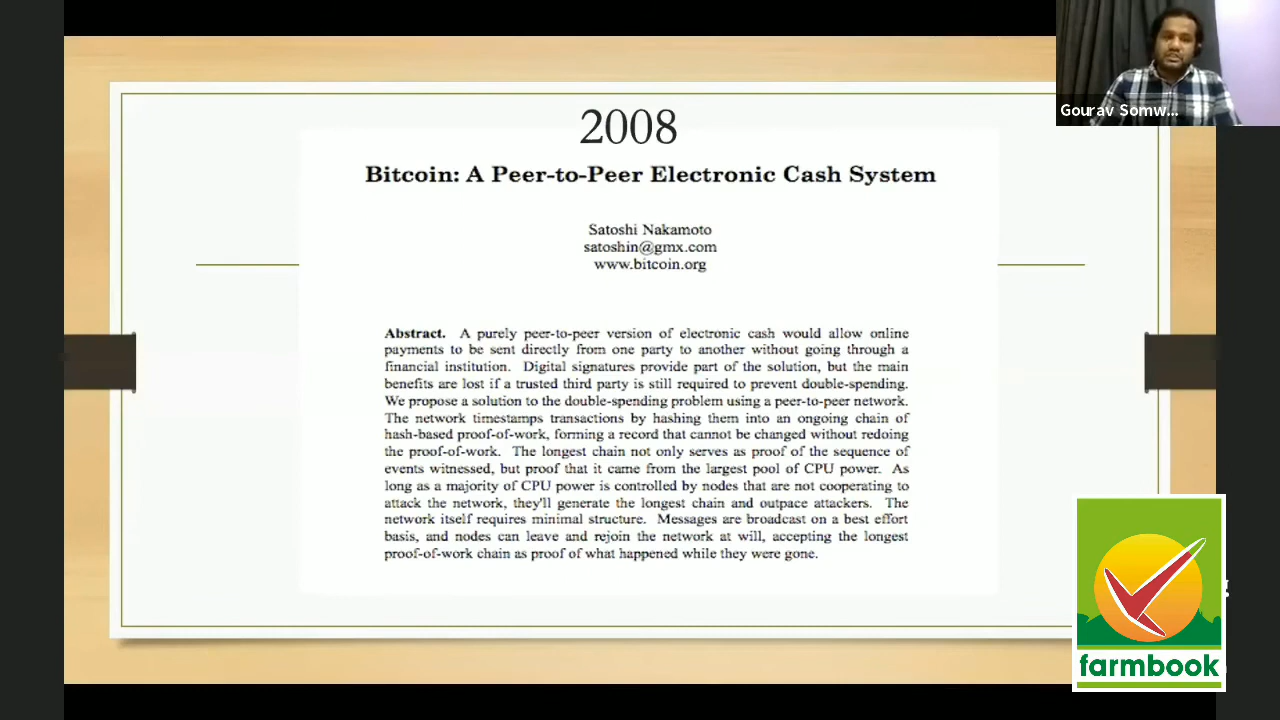 Gourav Somw...
2008
Bitcoin: A Peer-to-Peer Electronic Cash System
Satoshi Nakamoto
satoshin@gmx.com
www.bitcoin.org
Abstract. A purely peer-to-peer version of electronic cash would allow online
payments to be sent directly from one party to another without going through a
financial institution. Digital signatures provide part of the solution, but the main
benefits are lost if a trusted third party is still required to prevent double-spending.
We propose a solution to the double-spending problem using a peer-to-peer network.
The network timestamps transactions by hashing them into an ongoing chain of
hash-based proof-of-work, forming a record that cannot be changed without redoing
the proof-of-work. The longest chain not only serves as proof of the sequence of
events witnessed, but proof that it came from the largest pool of CPU power. As
long as a majority of CPU power is controlled by nodes that are not cooperating to
attack the network, they'll generate the longest chain and outpace attackers. The
network itself requires minimal structure. Messages are broadcast on a best effort
basis, and nodes can leave and rejoin the network at will, accepting the longest
proof-of-work chain as proof of what happened while they were gone.
farmbook